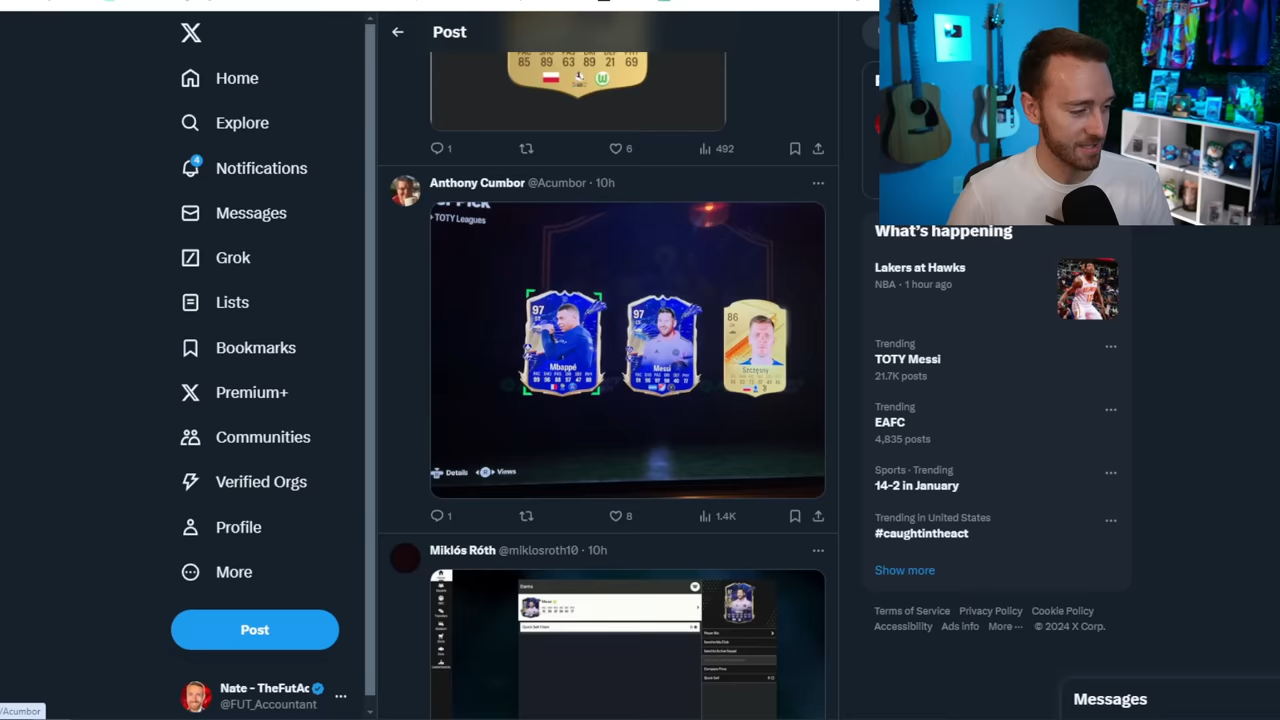 Home
Explore
4
Notifications
Messages
Grok
Lists
Bookmarks
Premium+
Communities
Verified Orgs
Profile
More
Post
Nate - TheFutAc
@FUT_Accountant
/Acumbor
Post
85 89 63 89 21 69
1
6
492
Anthony Cumbor @Acumbor · 10h
TOTY Leagues
97
Mbappé
97
Messi
86
Szczęsny
Details
Views
1
8
1.4K
Miklós Róth @miklosroth10 · 10h
Items
What's happening
Lakers at Hawks
NBA · 1 hour ago
Trending
TOTY Messi
21.7K posts
Trending
EAFC
4,835 posts
Sports · Trending
14-2 in January
Trending in United States
#caughtintheact
Show more
Terms of Service Privacy Policy Cookie Policy
Accessibility Ads info More ··· © 2024 X Corp.
Messages